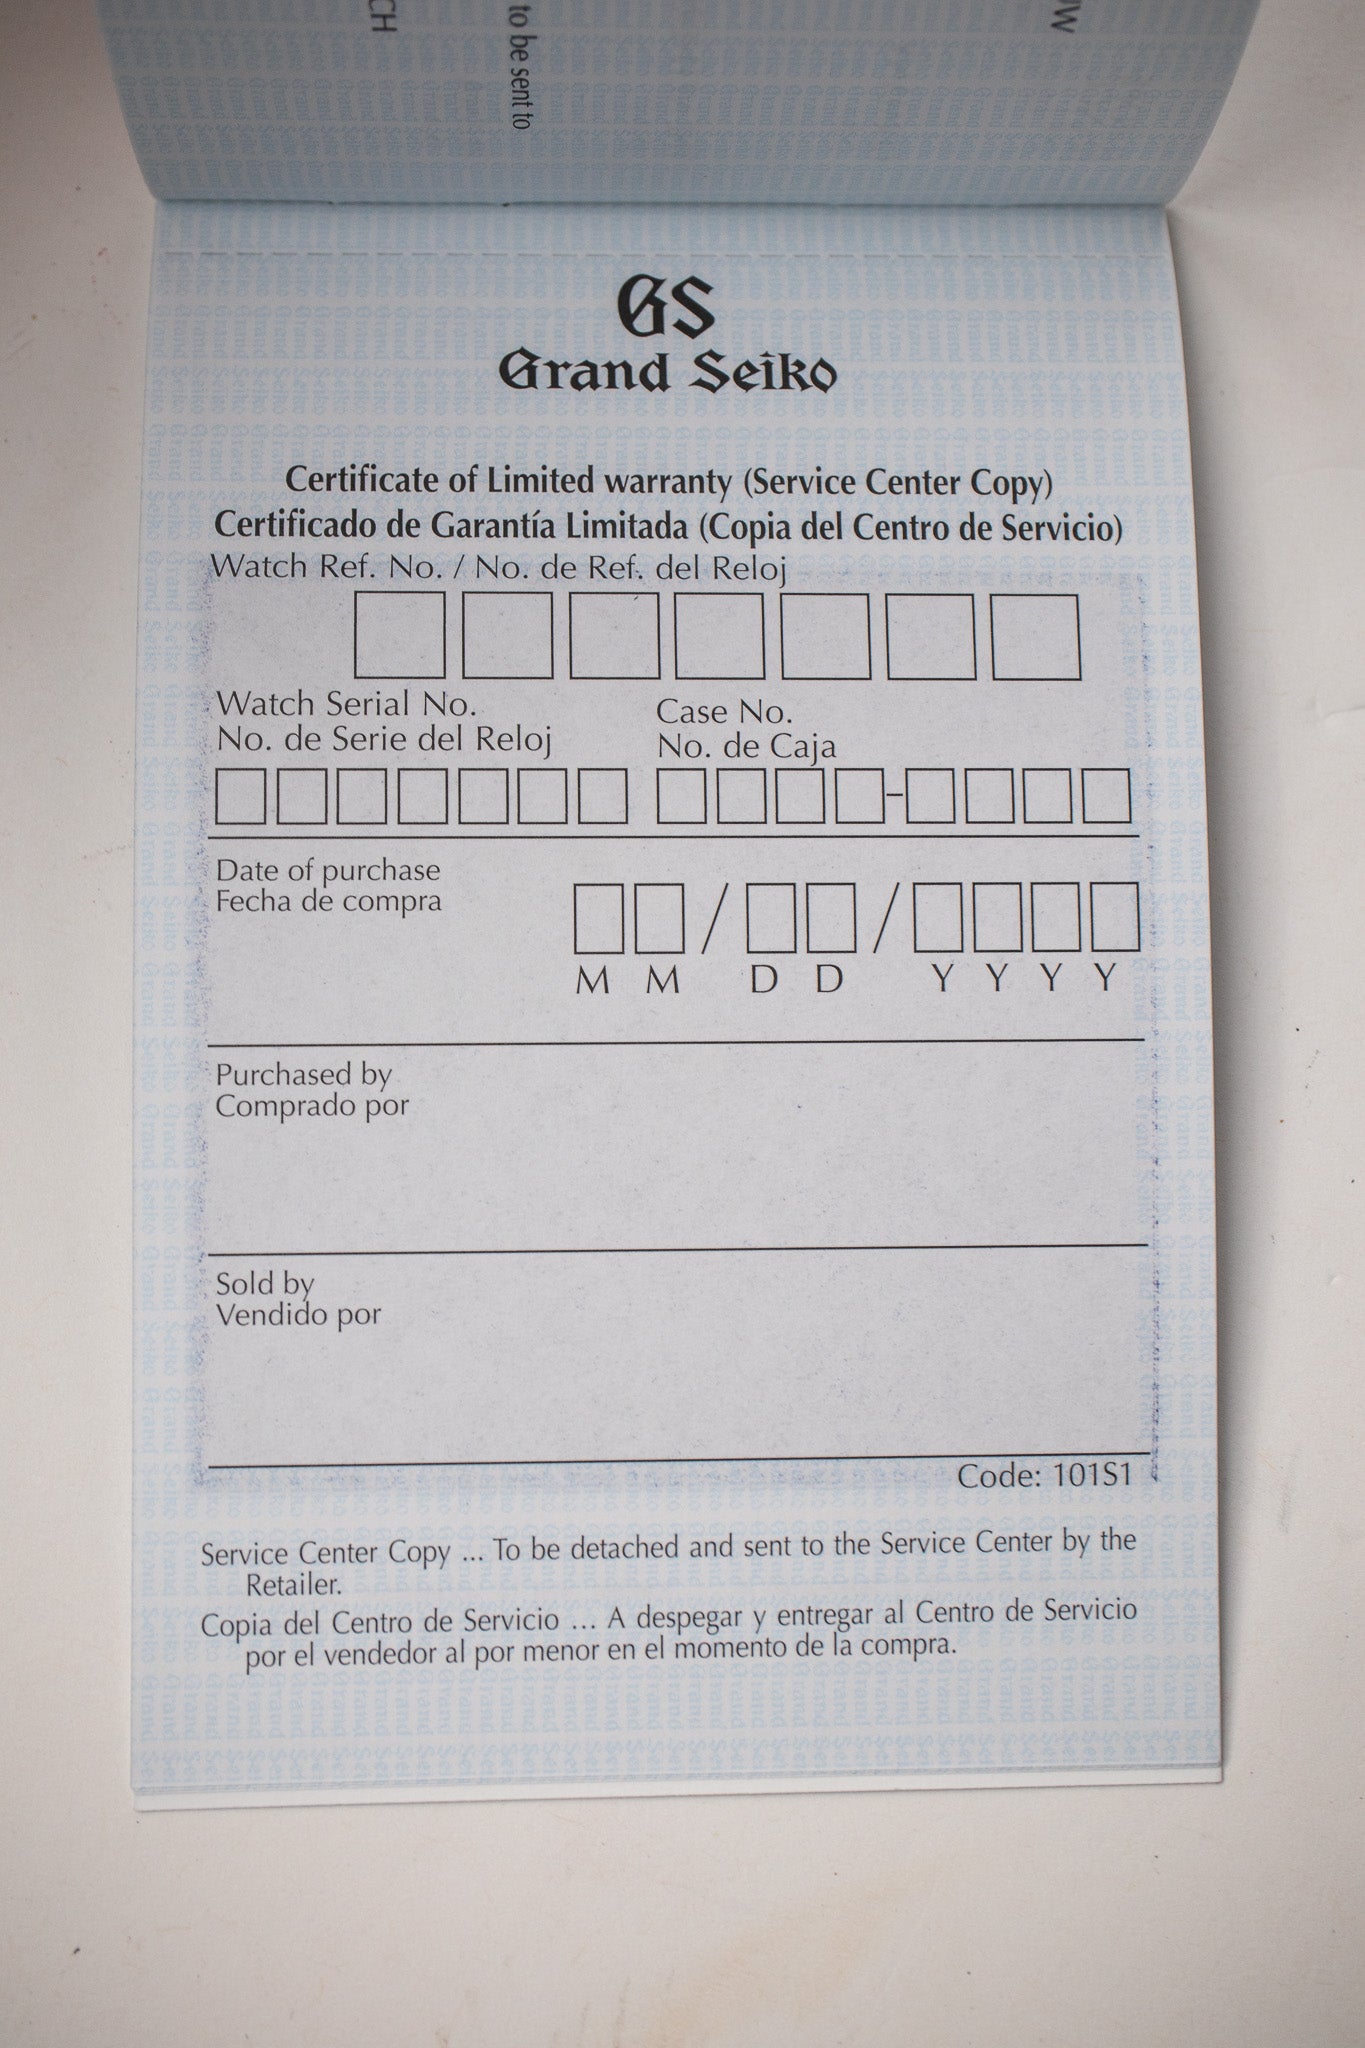 CH
to be sent to
GS
Grand Seiko
Certificate of Limited warranty (Service Center Copy)
Certificado de Garantía Limitada (Copia del Centro de Servicio)
Watch Ref. No. / No. de Ref. del Reloj
Watch Serial No.
No. de Serie del Reloj
Case No.
No. de Caja
–
Date of purchase
Fecha de compra
/ /
M M D D Y Y Y Y
Purchased by
Comprado por
Sold by
Vendido por
Code: 101S1
Service Center Copy ... To be detached and sent to the Service Center by the
Retailer.
Copia del Centro de Servicio ... A despegar y entregar al Centro de Servicio
por el vendedor al por menor en el momento de la compra.